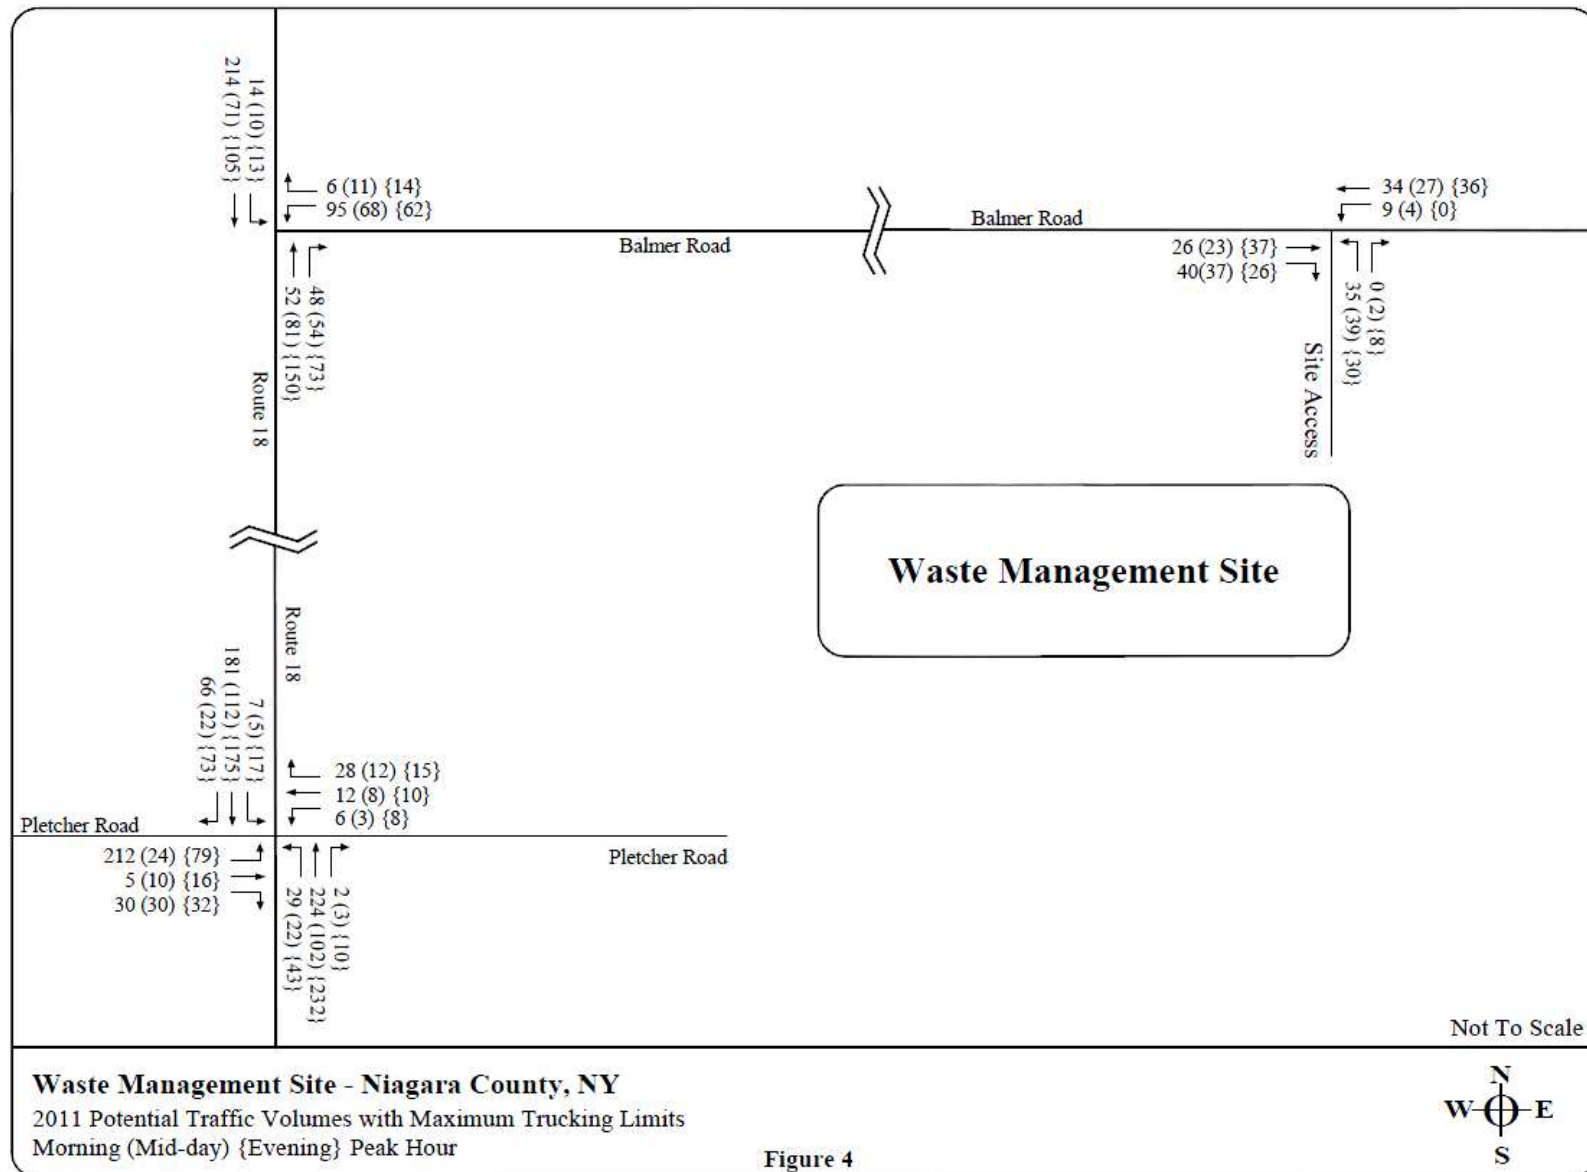 14 (10) {13}
214 (71) {105}
6 (11) {14}
95 (68) {62}
Balmer Road
Balmer Road
34 (27) {36}
9 (4) {0}
26 (23) {37}
40(37) {26}
48 (54) {73}
52 (81) {150}
0 (2) {8}
35 (39) {30}
Site Access
Route 18
Waste Management Site
Route 18
7 (5) {17}
181 (112) {175}
66 (22) {73}
28 (12) {15}
12 (8) {10}
6 (3) {8}
Pletcher Road
Pletcher Road
212 (24) {79}
5 (10) {16}
30 (30) {32}
2 (3) {10}
224 (102) {232}
29 (22) {43}
Not To Scale
Waste Management Site - Niagara County, NY
2011 Potential Traffic Volumes with Maximum Trucking Limits
Morning (Mid-day) {Evening} Peak Hour
Figure 4
N
W E
S